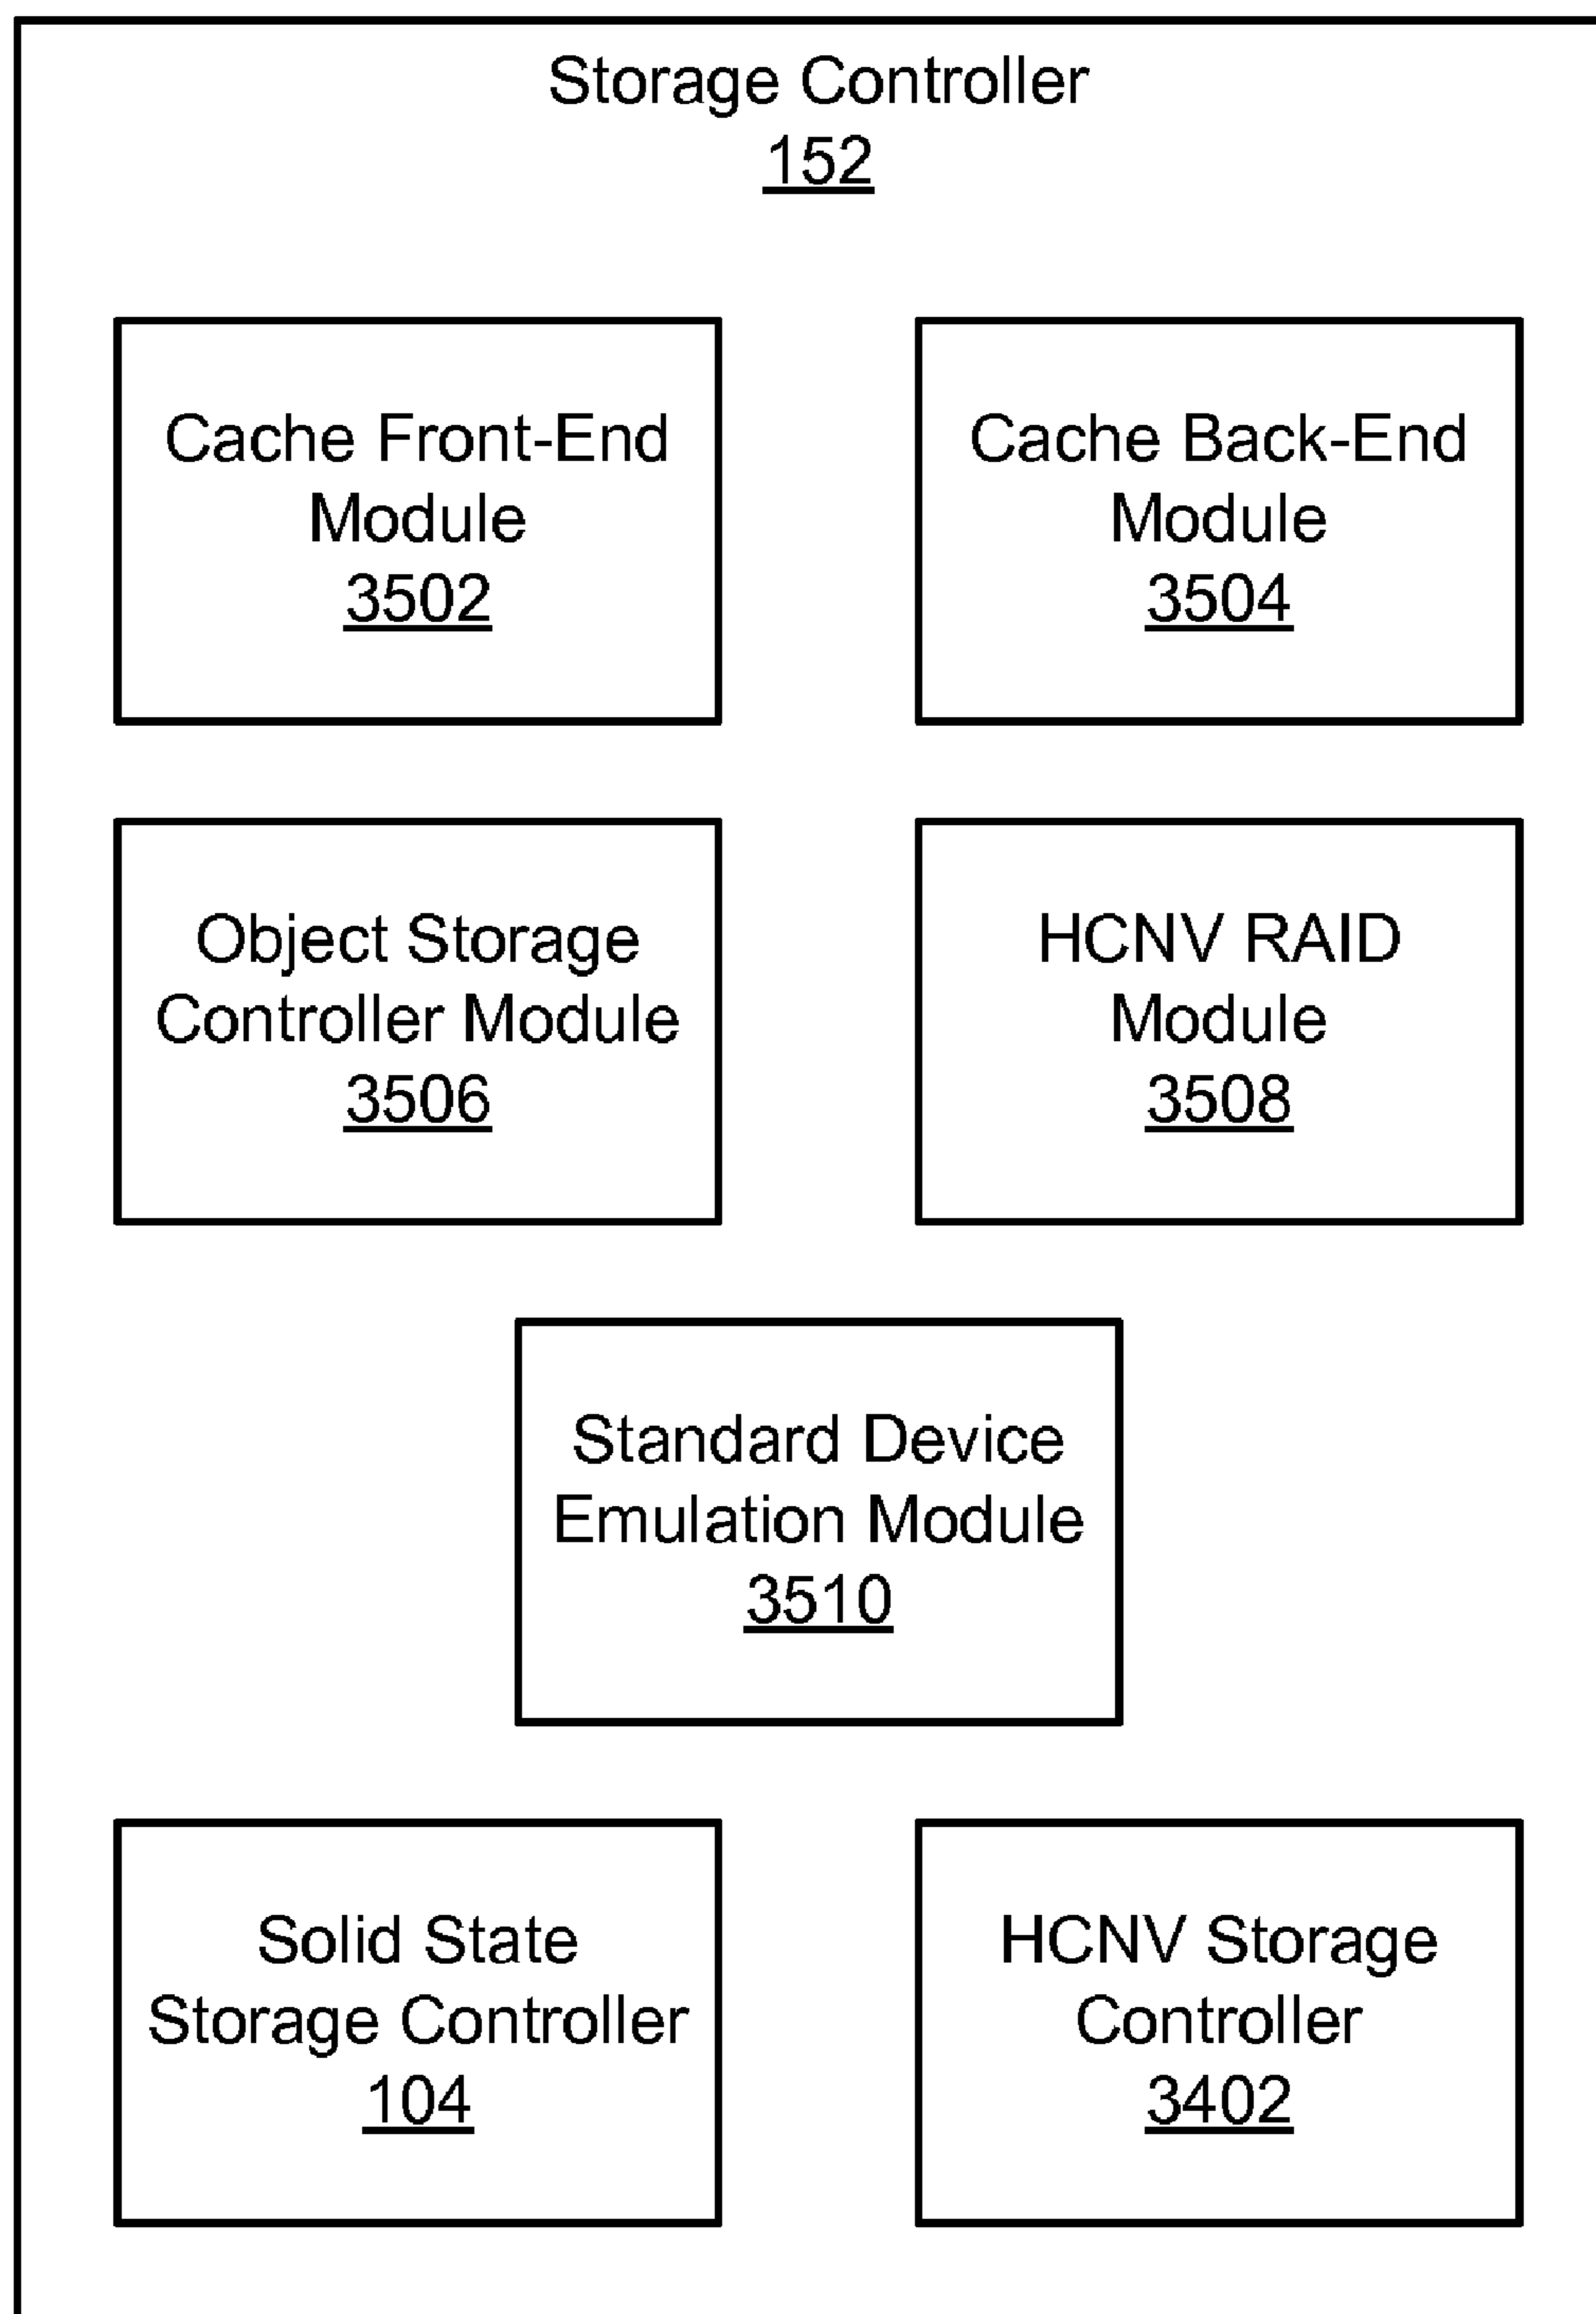 Storage Controller
152
Cache Front-End
Module
3502
Cache Back-End
Module
3504
Object Storage
Controller Module
3506
HCNV RAID
Module
3508
Standard Device
Emulation Module
3510
Solid State
Storage Controller
104
HCNV Storage
Controller
3402